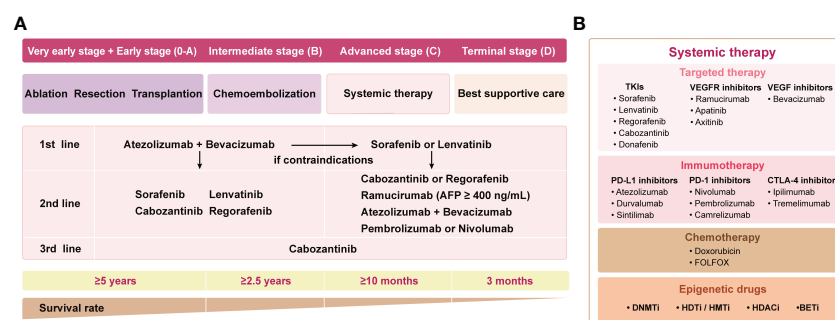 A
Very early stage + Early stage (0-A) Intermediate stage (B) Advanced stage (C) Terminal stage (D)
Ablation Resection Transplantion Chemoembolization Systemic therapy Best supportive care
1st line Atezolizumab + Bevacizumab Sorafenib or Lenvatinib
if contraindications
2nd line
Sorafenib Lenvatinib
Cabozantinib Regorafenib
Cabozantinib or Regorafenib
Ramucirumab (AFP ≥ 400 ng/mL)
Atezolizumab + Bevacizumab
Pembrolizumab or Nivolumab
3rd line Cabozantinib
≥5 years ≥2.5 years ≥10 months 3 months
Survival rate
B
Systemic therapy
Targeted therapy
TKIs
• Sorafenib
• Lenvatinib
• Regorafenib
• Cabozantinib
• Donafenib
VEGFR inhibitors
• Ramucirumab
• Apatinib
• Axitinib
VEGF inhibitors
• Bevacizumab
Immumotherapy
PD-L1 inhibitors
• Atezolizumab
• Durvalumab
• Sintilimab
PD-1 inhibitors
• Nivolumab
• Pembrolizumab
• Camrelizumab
CTLA-4 inhibitor
• Ipilimumab
• Tremelimumab
Chemotherapy
• Doxorubicin
• FOLFOX
Epigenetic drugs
• DNMTi • HDTi / HMTi • HDACi •BETi